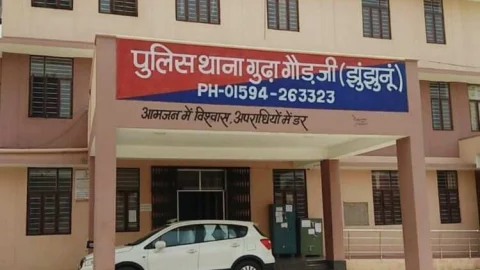 पुलिस थाना गुढ़ा गौड़जी (झुंझुनूं)
PH-01594-263323
आमजन में विश्वास, अपराधियों में डर